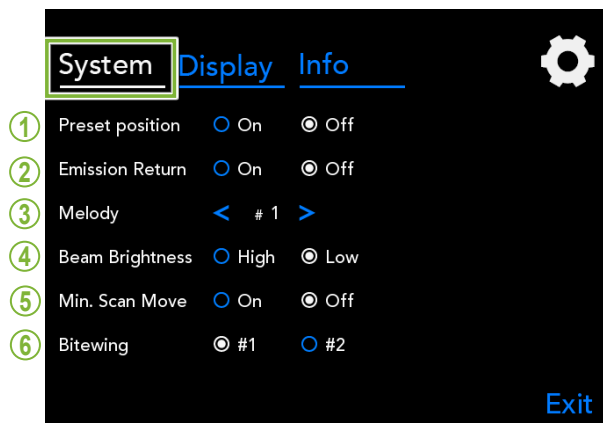 System Display Info
① Preset position On Off
② Emission Return On Off
③ Melody < # 1 >
④ Beam Brightness High Low
⑤ Min. Scan Move On Off
⑥ Bitewing #1 #2
Exit